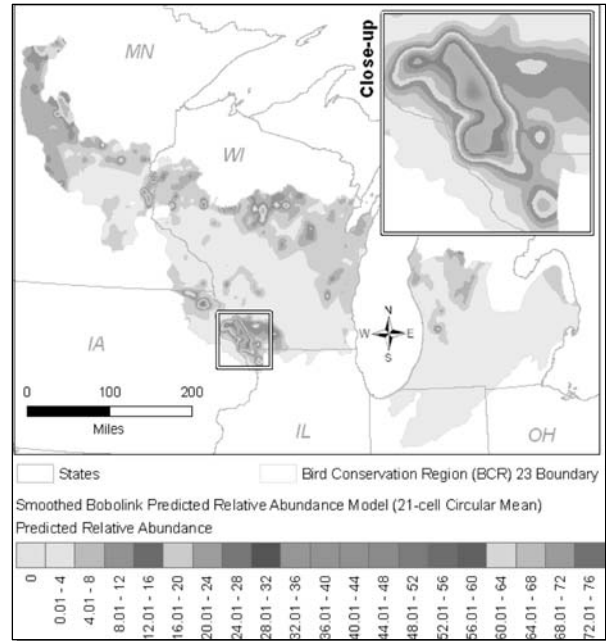 MN
Close-up
WI
N
W E
S
IA
0 100 200
Miles
IL
OH
States
Bird Conservation Region (BCR) 23 Boundary
Smoothed Bobolink Predicted Relative Abundance Model (21-cell Circular Mean)
Predicted Relative Abundance
0
0.01 - 4
4.01 - 8
8.01 - 12
12.01 - 16
16.01 - 20
20.01 - 24
24.01 - 28
28.01 - 32
32.01 - 36
36.01 - 40
40.01 - 44
44.01 - 48
48.01 - 52
52.01 - 56
56.01 - 60
60.01 - 64
64.01 - 68
68.01 - 72
72.01 - 76